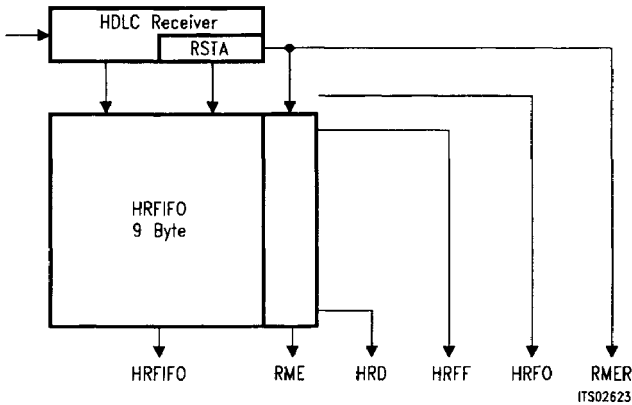 HDLC Receiver
RSTA
HRFIFO
9 Byte
HRFIFO RME HRD HRFF HRFO RMER
ITS02623